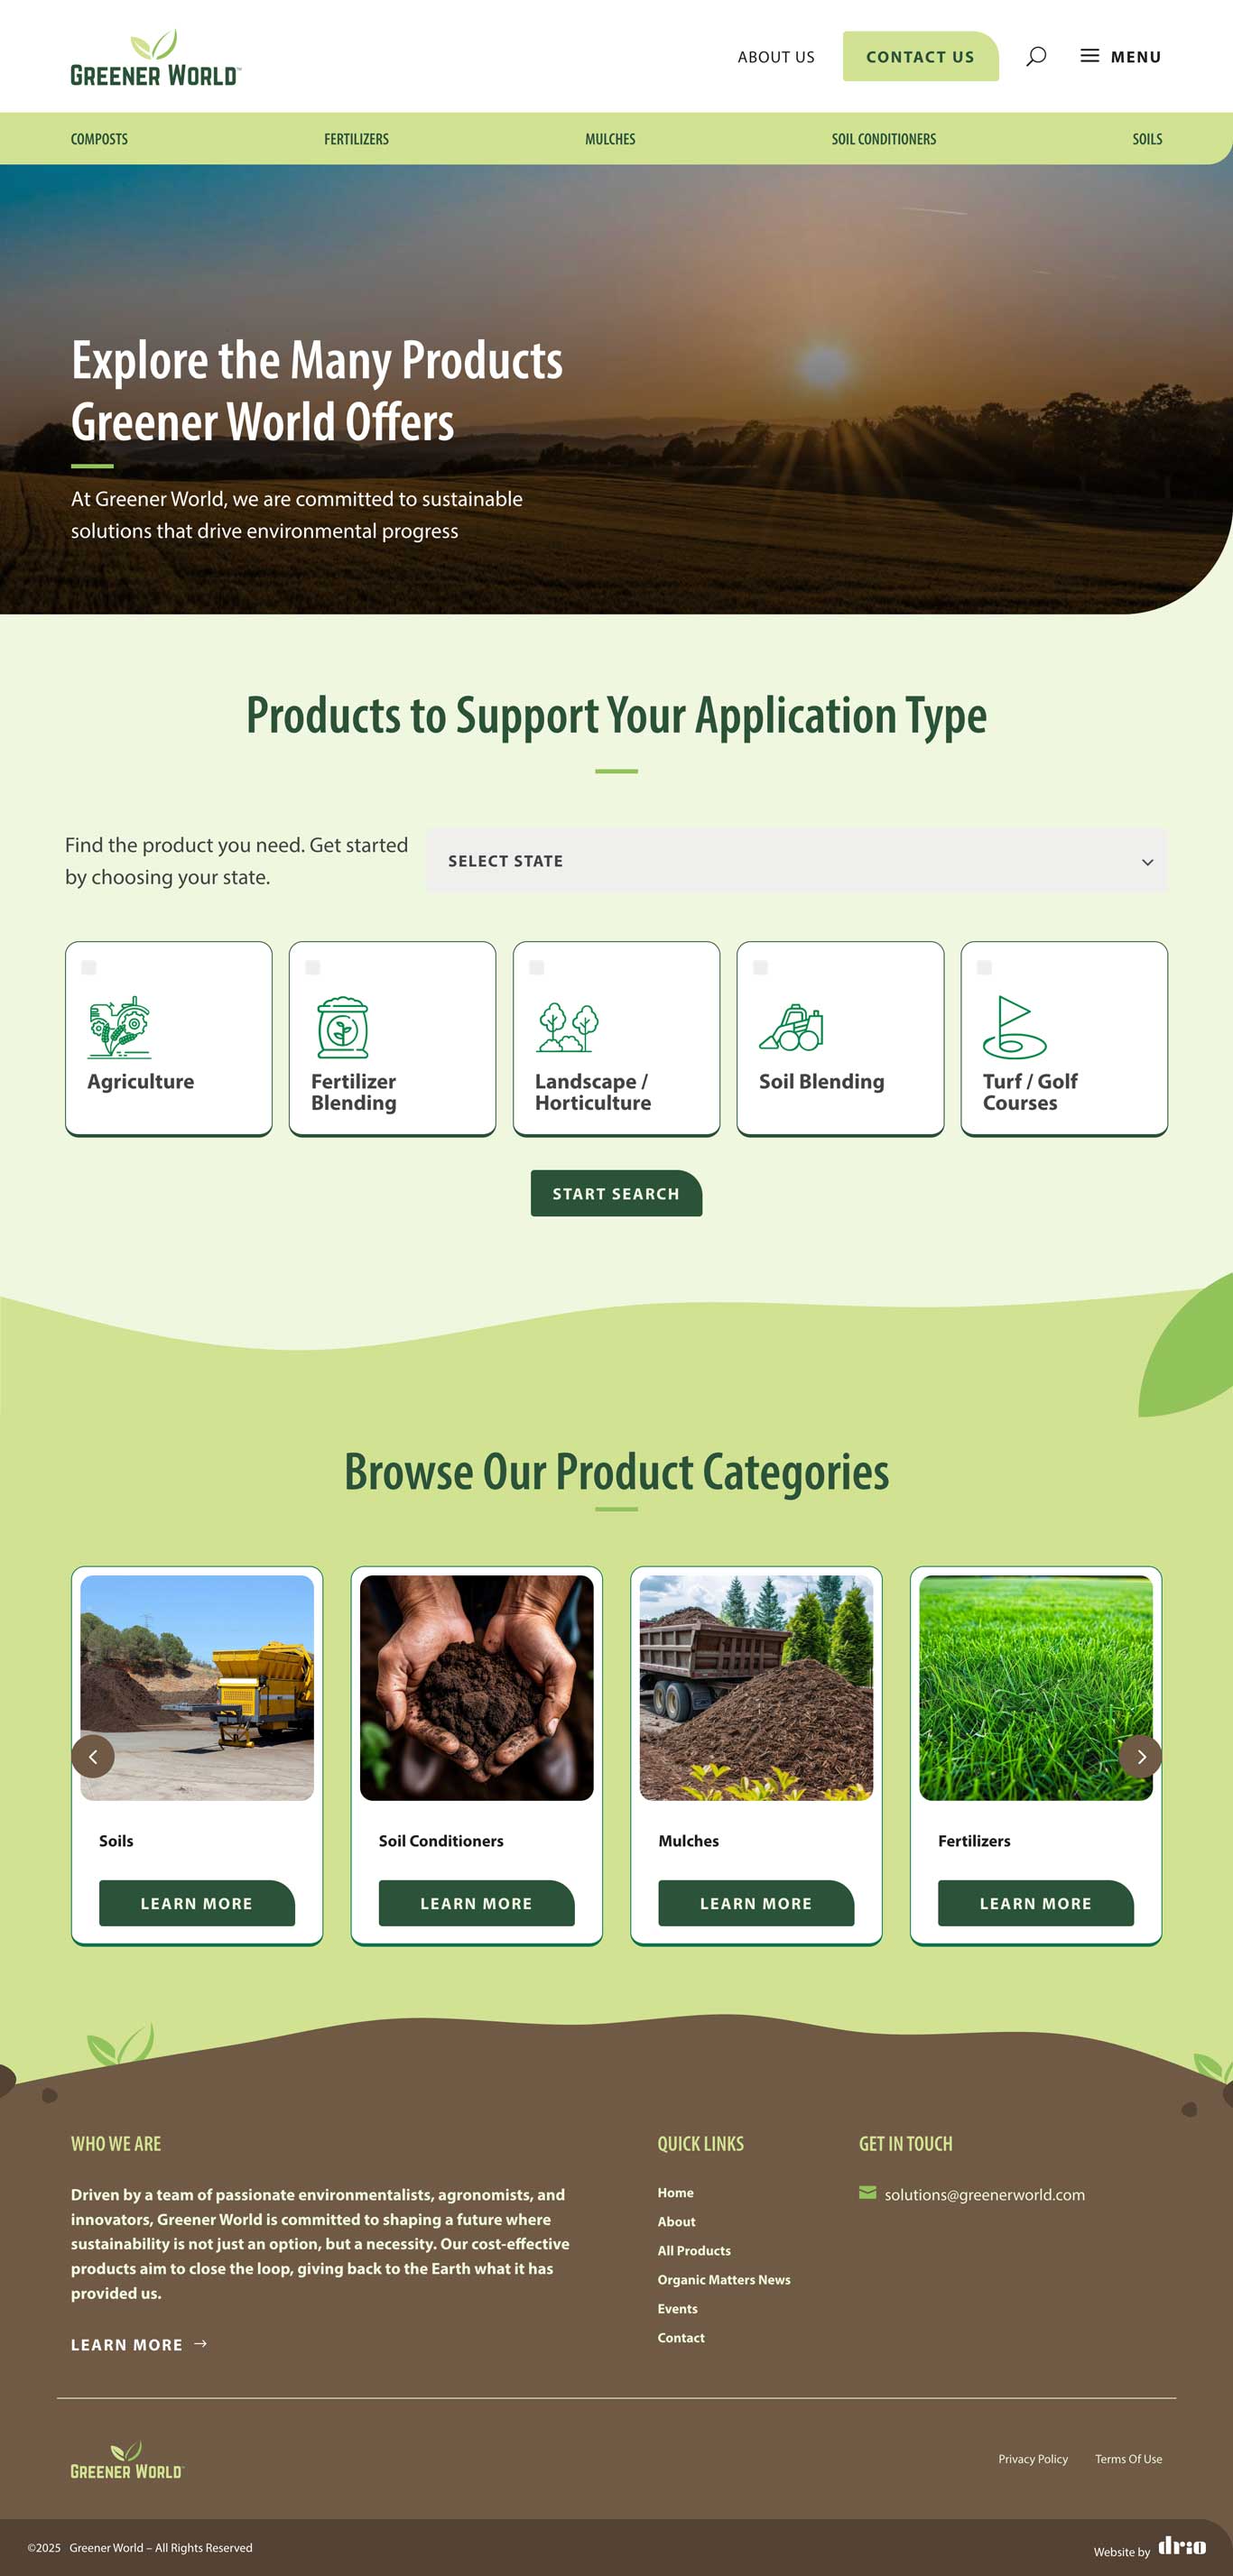 GREENER WORLD™
ABOUT US
CONTACT US
MENU
COMPOSTS
FERTILIZERS
MULCHES
SOIL CONDITIONERS
SOILS
Explore the Many Products
Greener World Offers
At Greener World, we are committed to sustainable
solutions that drive environmental progress
Products to Support Your Application Type
Find the product you need. Get started
by choosing your state.
SELECT STATE
Agriculture
Fertilizer
Blending
Landscape /
Horticulture
Soil Blending
Turf / Golf
Courses
START SEARCH
Browse Our Product Categories
Soils
LEARN MORE
Soil Conditioners
LEARN MORE
Mulches
LEARN MORE
Fertilizers
LEARN MORE
WHO WE ARE
Driven by a team of passionate environmentalists, agronomists, and
innovators, Greener World is committed to shaping a future where
sustainability is not just an option, but a necessity. Our cost-effective
products aim to close the loop, giving back to the Earth what it has
provided us.
LEARN MORE →
QUICK LINKS
Home
About
All Products
Organic Matters News
Events
Contact
GET IN TOUCH
solutions@greenerworld.com
GREENER WORLD™
Privacy Policy
Terms Of Use
©2025 Greener World – All Rights Reserved
Website by drio